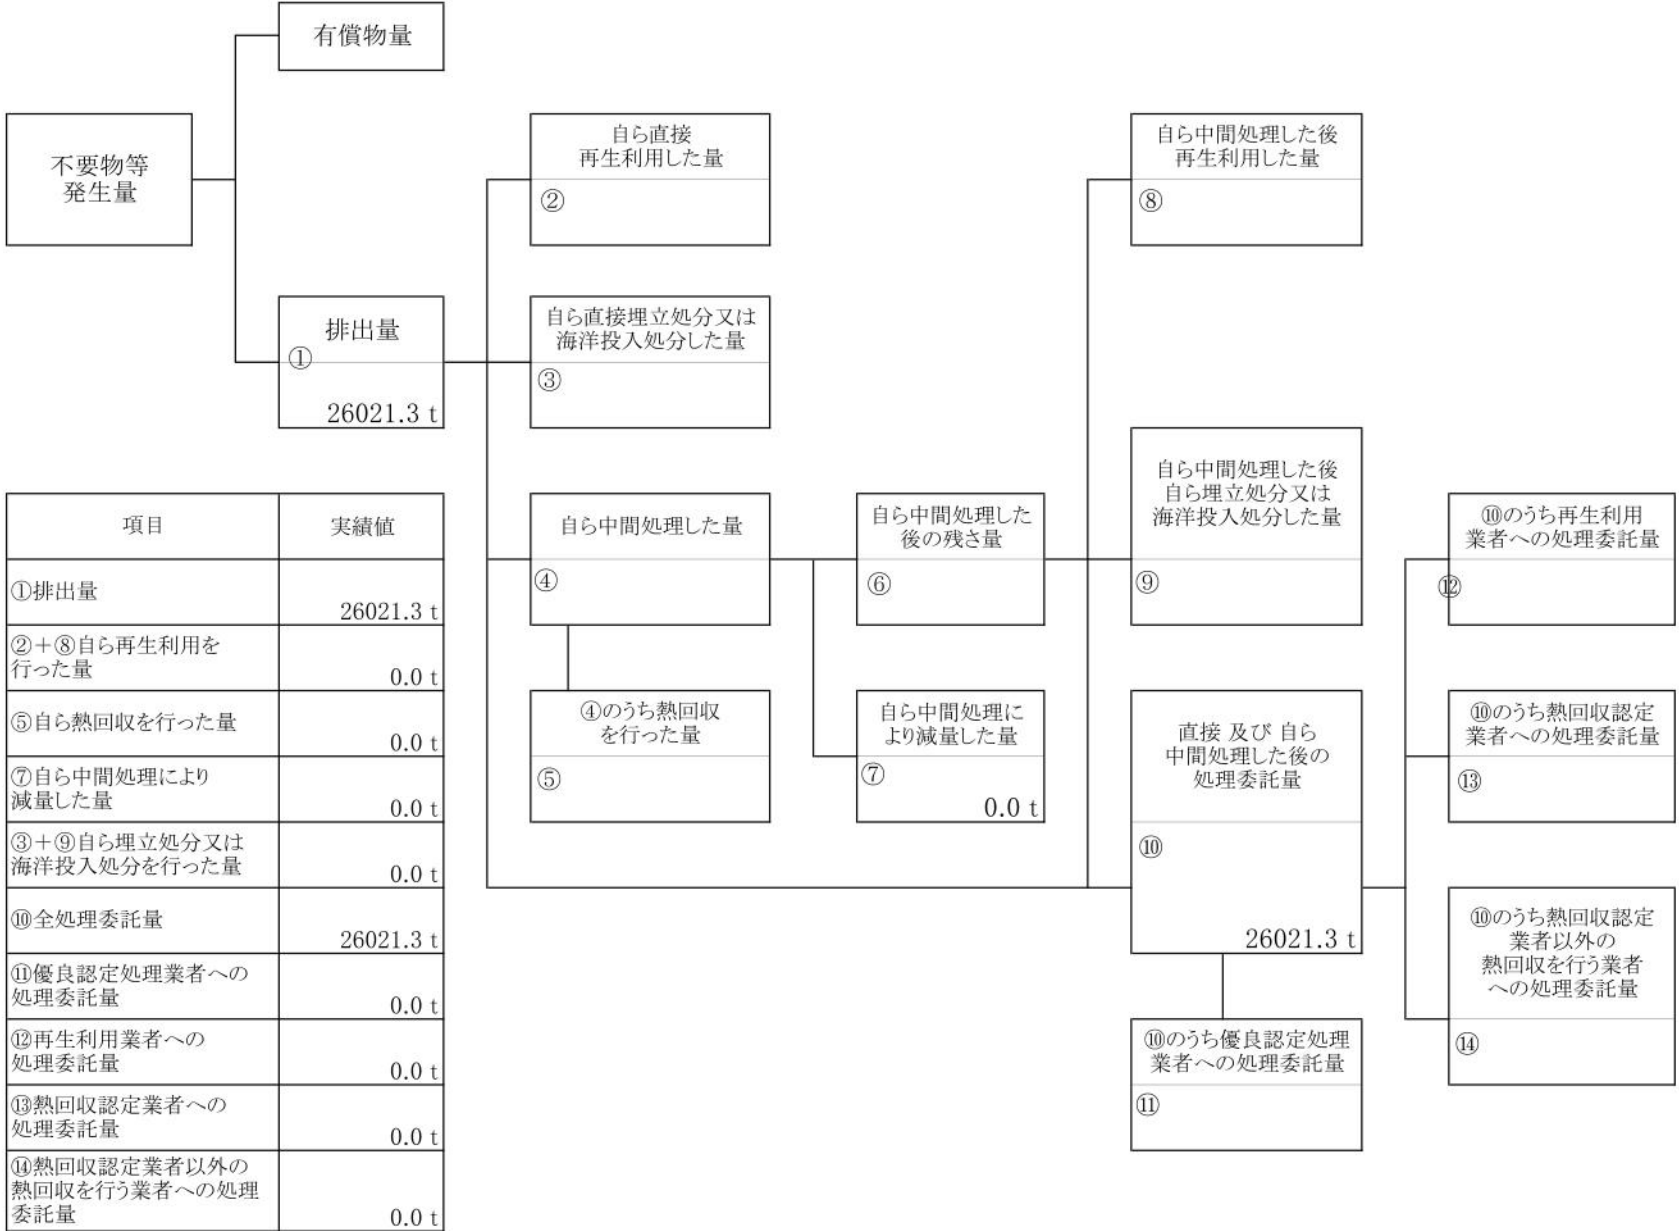 有償物量
不要物等
発生量
排出量
①
26021.3 t
自ら直接
再生利用した量
②
自ら直接埋立処分又は
海洋投入処分した量
③
自ら中間処理した量
④
④のうち熱回収
を行った量
⑤
自ら中間処理した
後の残さ量
⑥
自ら中間処理に
より減量した量
⑦
0.0 t
自ら中間処理した後
再生利用した量
⑧
自ら中間処理した後
自ら埋立処分又は
海洋投入処分した量
⑨
直接 及び 自ら
中間処理した後の
処理委託量
⑩
26021.3 t
⑩のうち優良認定処理
業者への処理委託量
⑪
⑩のうち再生利用
業者への処理委託量
⑫
⑩のうち熱回収認定
業者への処理委託量
⑬
⑩のうち熱回収認定
業者以外の
熱回収を行う業者
への処理委託量
⑭
項目 実績値
①排出量
26021.3 t
②＋⑧自ら再生利用を
行った量
0.0 t
⑤自ら熱回収を行った量
0.0 t
⑦自ら中間処理により
減量した量
0.0 t
③＋⑨自ら埋立処分又は
海洋投入処分を行った量
0.0 t
⑩全処理委託量
26021.3 t
⑪優良認定処理業者への
処理委託量
0.0 t
⑫再生利用業者への
処理委託量
0.0 t
⑬熱回収認定業者への
処理委託量
0.0 t
⑭熱回収認定業者以外の
熱回収を行う業者への処理
委託量
0.0 t